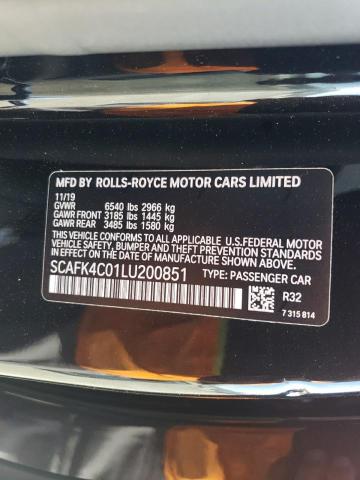 MFD BY ROLLS-ROYCE MOTOR CARS LIMITED
11/19
GVWR 6540 lbs 2966 kg
GAWR FRONT 3185 lbs 1445 kg
GAWR REAR 3485 lbs 1580 kg
THIS VEHICLE CONFORMS TO ALL APPLICABLE U.S.FEDERAL MOTOR
VEHICLE SAFETY, BUMPER AND THEFT PREVENTION STANDARDS
IN EFFECT ON THE DATE OF MANUFACTURE SHOWN ABOVE.
SCAFK4C01LU200851 TYPE: PASSENGER CAR
R32
7 315 814